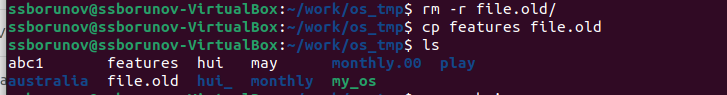 ssborunov@ssborunov-VirtualBox:~/work/os_tmp$ rm -r file.old/
ssborunov@ssborunov-VirtualBox:~/work/os_tmp$ cp features file.old
ssborunov@ssborunov-VirtualBox:~/work/os_tmp$ ls
abc1 features hui may monthly.00 play
australia file.old hui_ monthly my_os